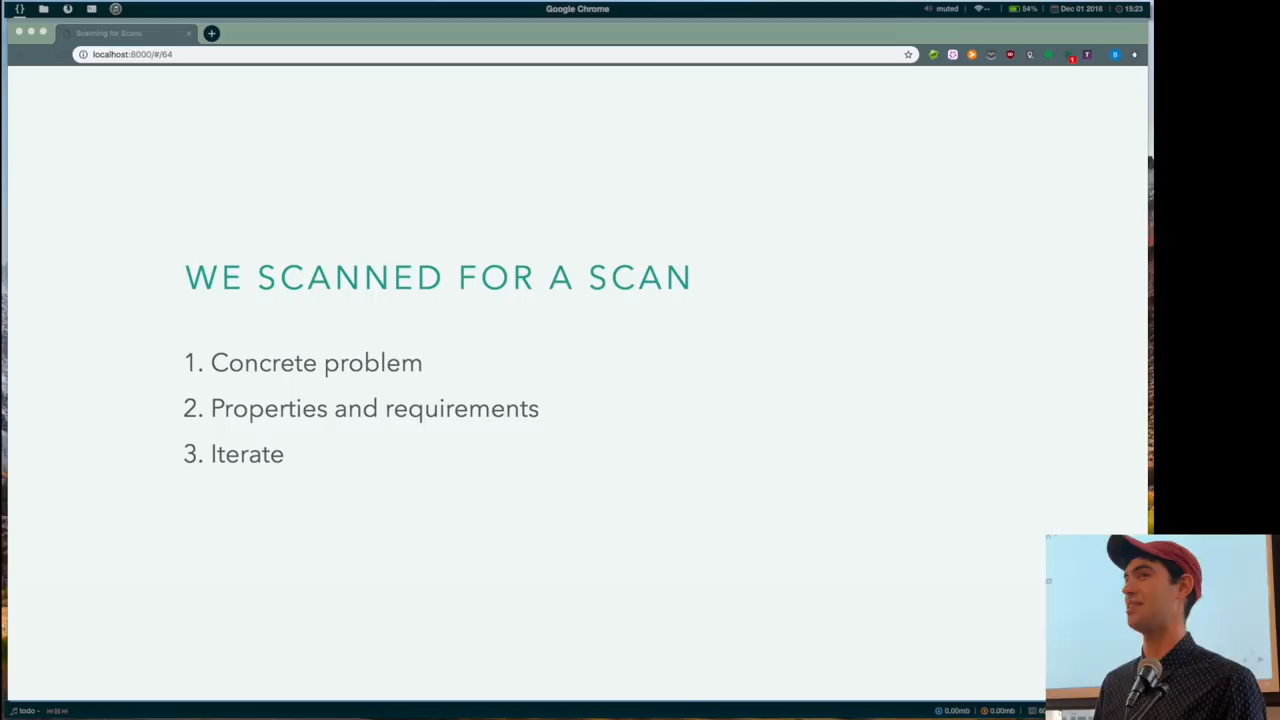 Google Chrome
muted
54%
Dec 01 2018
15:23
Scanning for Scans
localhost:8000/#/64
WE SCANNED FOR A SCAN
1. Concrete problem
2. Properties and requirements
3. Iterate
todo
0.00mb
0.00mb